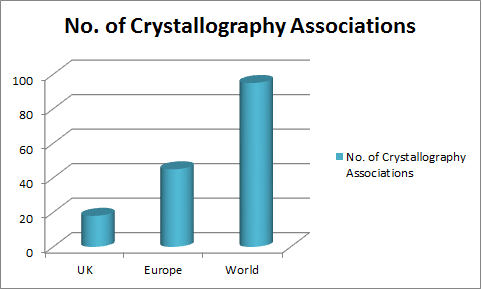 No. of Crystallography Associations
100
80
60
40
20
0
UK
Europe
World
No. of Crystallography
Associations